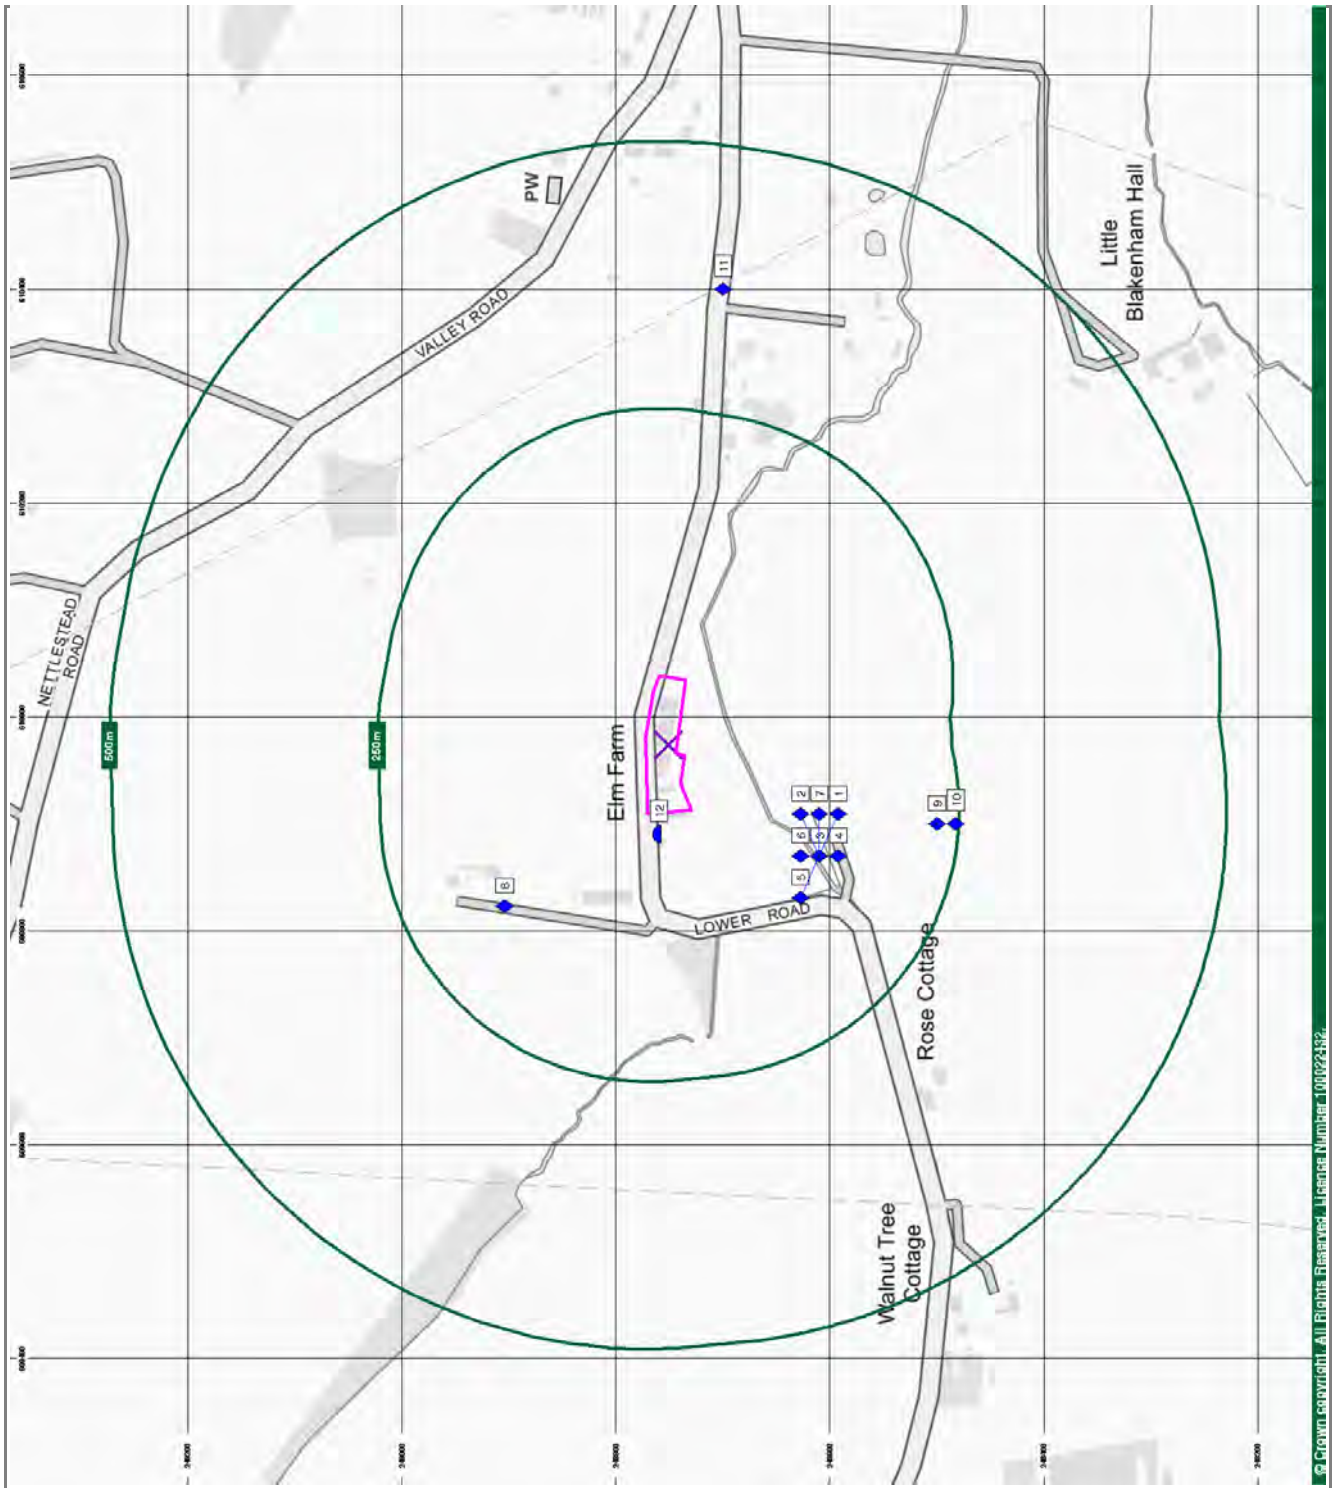 PW
VALLEY ROAD
NETTLESTEAD
ROAD
500m
250m
Little
Blakenham Hall
11
Elm Farm
12
8
2
7
1
6
3
4
5
9
10
LOWER ROAD
Rose Cottage
Walnut Tree
Cottage
© Crown copyright. All Rights Reserved. Licence Number 100022432.